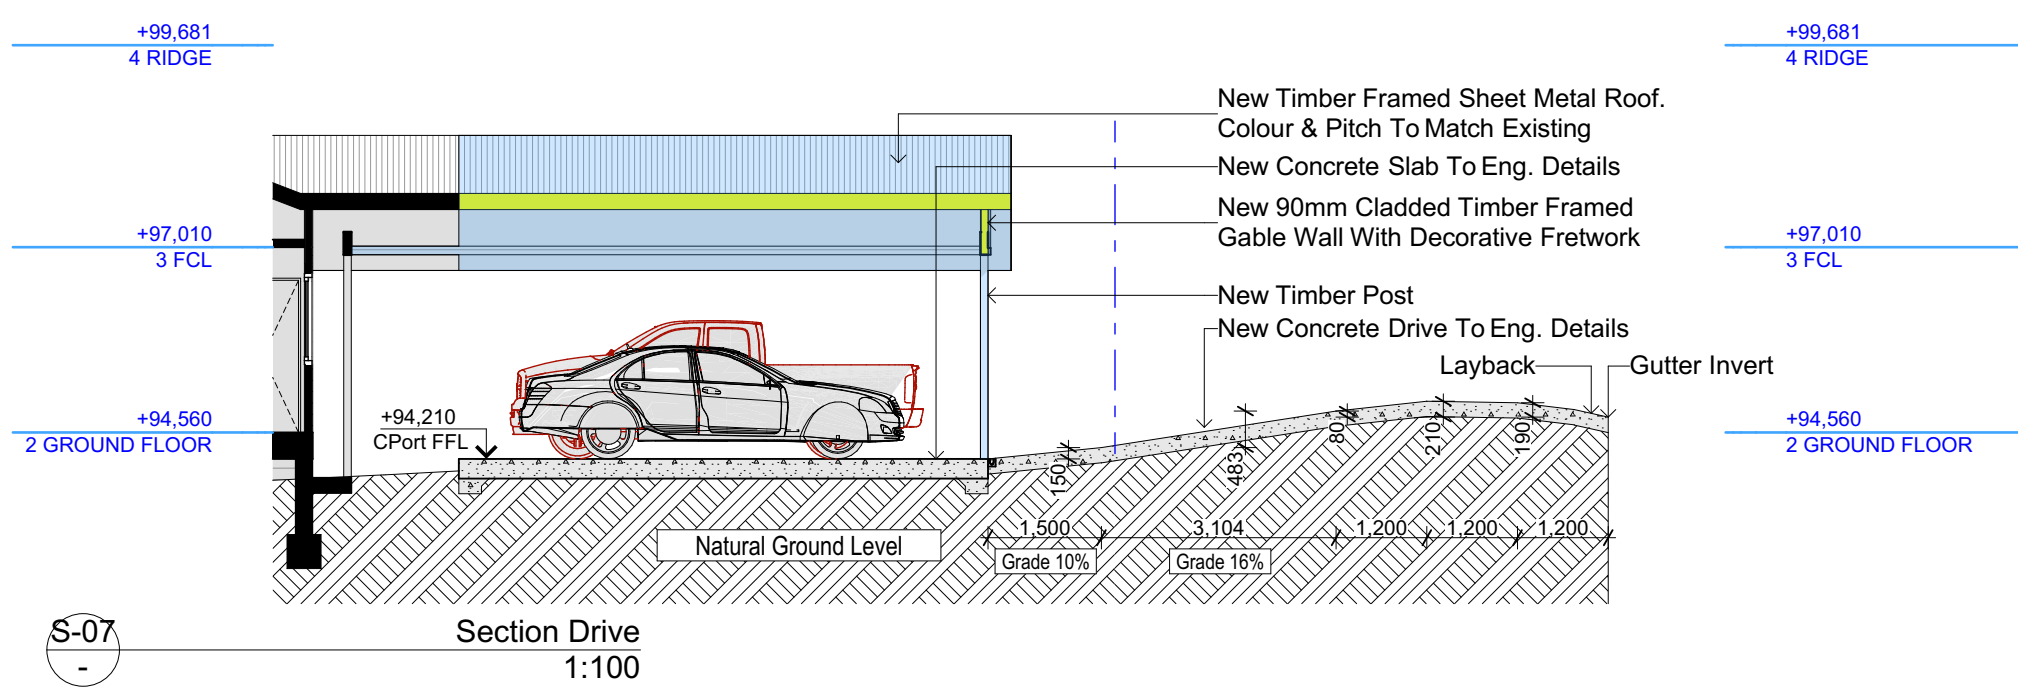 +99,681
4 RIDGE
+99,681
4 RIDGE
New Timber Framed Sheet Metal Roof.
Colour & Pitch To Match Existing
New Concrete Slab To Eng. Details
New 90mm Cladded Timber Framed
Gable Wall With Decorative Fretwork
+97,010
3 FCL
+97,010
3 FCL
New Timber Post
New Concrete Drive To Eng. Details
Layback
Gutter Invert
+94,210
CPort FFL
+94,560
2 GROUND FLOOR
+94,560
2 GROUND FLOOR
150
483
80
210
190
1,500
3,104
1,200
1,200
1,200
Natural Ground Level
Grade 10%
Grade 16%
S-07
-
Section Drive
1:100